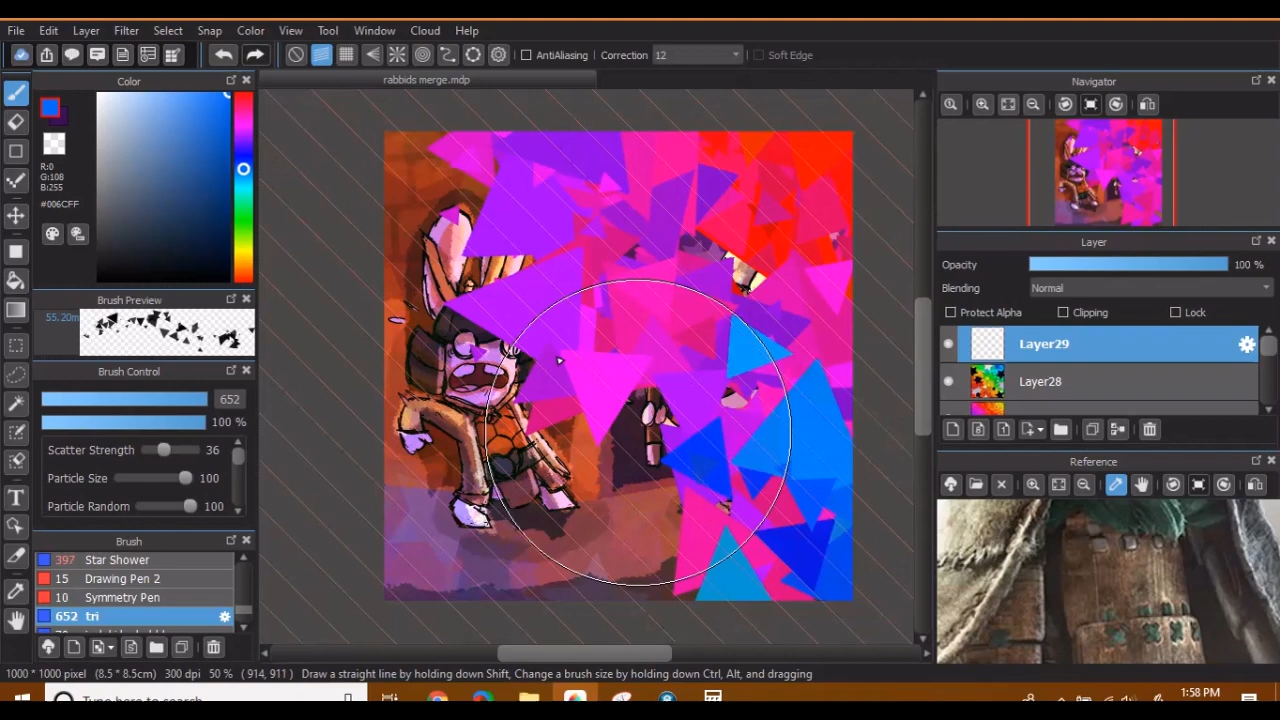 File Edit Layer Filter Select Snap Color View Tool Window Cloud Help
AntiAliasing Correction 12 Soft Edge
Color
rabbids merge.mdp
Navigator
R:0
G:108
B:255
#006CFF
Brush Preview
55.20m
Brush Control
652
100 %
Scatter Strength 36
Particle Size 100
Particle Random 100
Brush
397 Star Shower
15 Drawing Pen 2
10 Symmetry Pen
652 tri
Layer
Opacity 100 %
Blending Normal
Protect Alpha Clipping Lock
Layer29
Layer28
Reference
1000 * 1000 pixel (8.5 * 8.5cm) 300 dpi 50 % ( 914, 911 ) Draw a straight line by holding down Shift, Change a brush size by holding down Ctrl, Alt, and dragging
Type here to search
1:58 PM